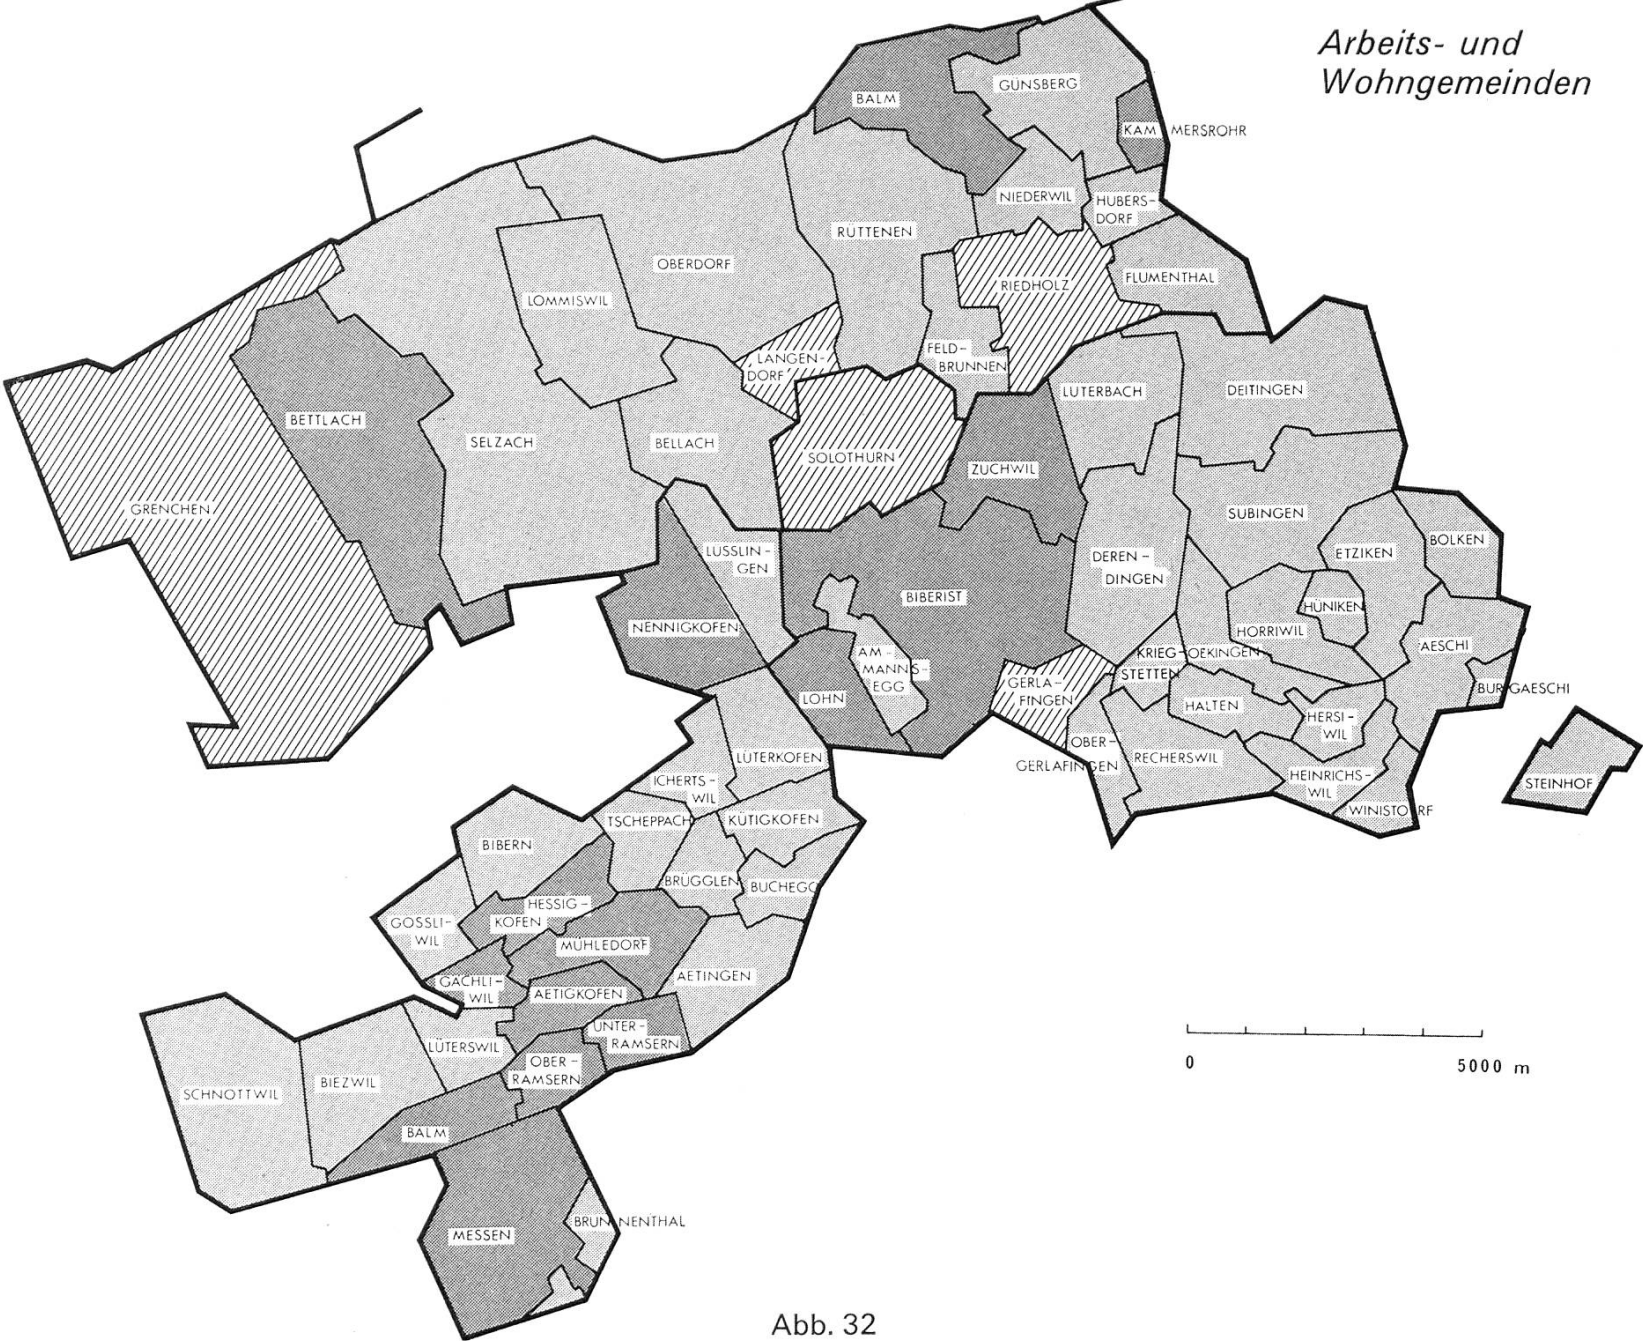 Arbeits- und
Wohngemeinden
BALM
GÜNSBERG
KAMMERSROHR
NIEDERWIL
HUBERS-
DORF
RÜTTENEN
OBERDORF
RIEDHOLZ
FLUMENTHAL
LOMMISWIL
LANGEN-
DORF
FELD-
BRUNNEN
LUTERBACH
DEITINGEN
BETTLACH
SELZACH
BELLACH
SOLOTHURN
ZUCHWIL
GRENCHEN
SUBINGEN
BOLKEN
ETZIKEN
LÜSSLIN-
GEN
DEREN-
DINGEN
BIBERIST
HÜNIKEN
NENNIGKOFEN
HORRIWIL
AESCHI
AM-
MANNS-
EGG
KRIEG-
STETTEN
OEKINGEN
LOHN
GERLA-
FINGEN
BURGAESCHI
HALTEN
HERSI-
WIL
OBER-
GERLAFINGEN
RECHERSWIL
LÜTERKOFEN
ICHERTS-
WIL
HEINRICHS-
WIL
STEINHOF
WINISTORF
TSCHEPPACH
KÜTIGKOFEN
BIBERN
BRÜGGLEN
BUCHEGG
HESSIG-
KOFEN
GOSSLI-
WIL
MÜHLEDORF
AETINGEN
GÄCHLI-
WIL
AETIGKOFEN
UNTER-
RAMSERN
LÜTERSWIL
OBER-
RAMSERN
BIEZWIL
SCHNOTTWIL
BALM
BRUNNENTHAL
MESSEN
0 5000 m
Abb. 32